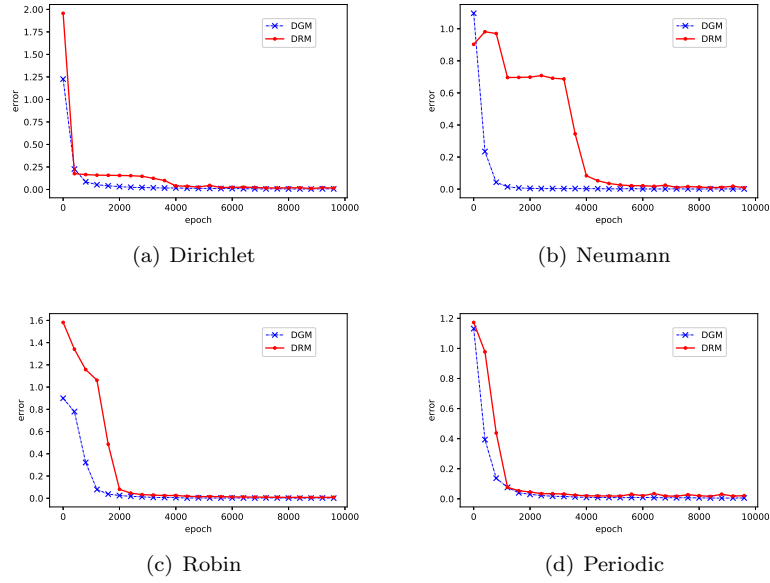 2.00
1.75
1.50
1.25
1.00
0.75
0.50
0.25
0.00
error
0 2000 4000 6000 8000 10000
epoch
DGM
DRM
(a) Dirichlet
1.0
0.8
0.6
0.4
0.2
0.0
error
0 2000 4000 6000 8000 10000
epoch
DGM
DRM
(b) Neumann
1.6
1.4
1.2
1.0
0.8
0.6
0.4
0.2
0.0
error
0 2000 4000 6000 8000 10000
epoch
DGM
DRM
(c) Robin
1.2
1.0
0.8
0.6
0.4
0.2
0.0
error
0 2000 4000 6000 8000 10000
epoch
DGM
DRM
(d) Periodic